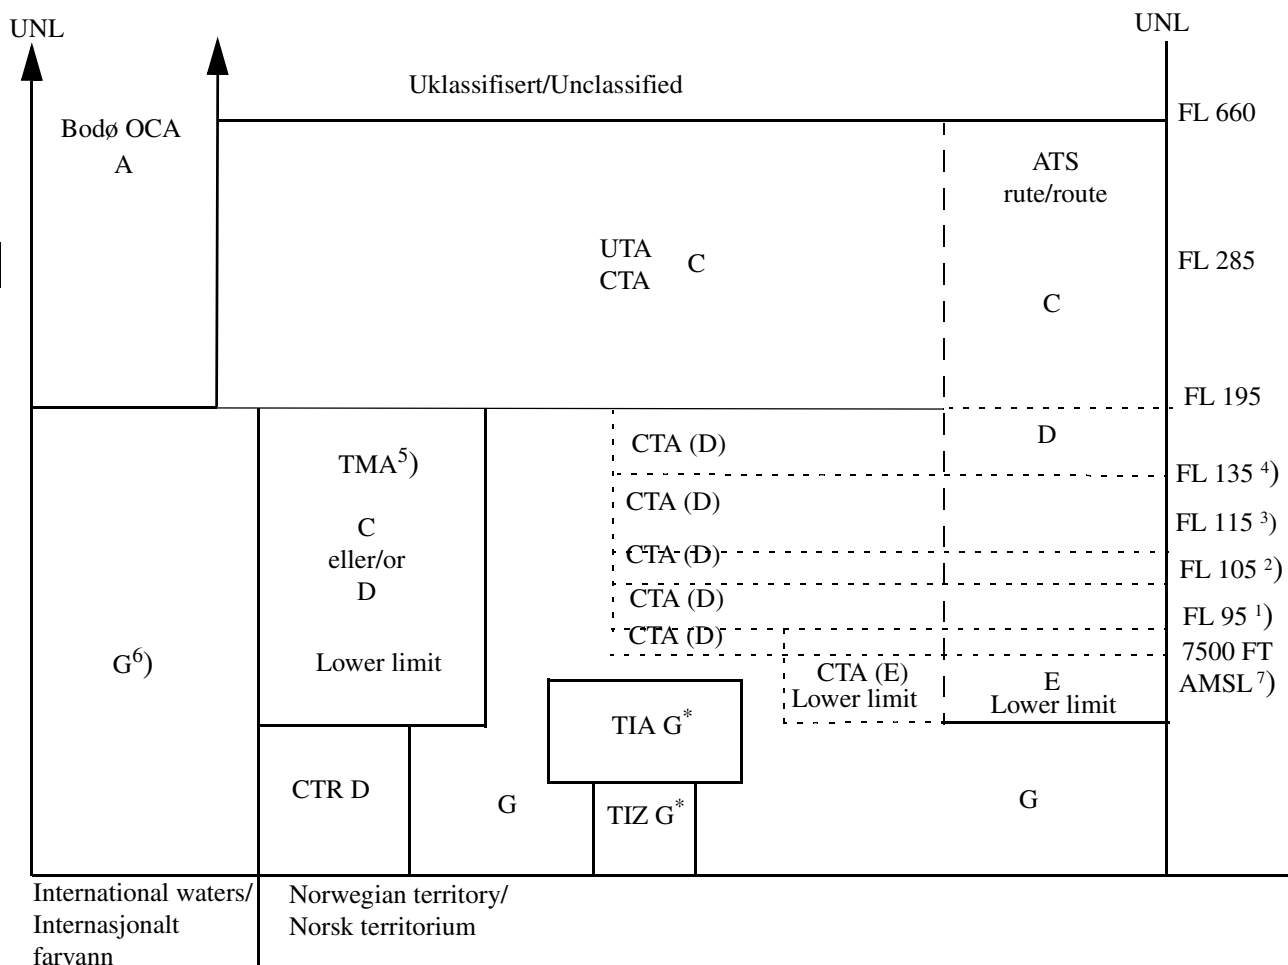 UNL
UNL
Uklassifisert/Unclassified
FL 660
Bodø OCA
A
ATS
rute/route
UTA
CTA
C
FL 285
C
FL 195
D
CTA (D)
TMA5)
FL 135 4)
CTA (D)
C
eller/or
D
FL 115 3)
CTA (D)
FL 105 2)
CTA (D)
FL 95 1)
CTA (D)
7500 FT
AMSL 7)
G6)
Lower limit
CTA (E)
Lower limit
E
Lower limit
TIA G*
CTR D
G
TIZ G*
G
International waters/
Internasjonalt
farvann
Norwegian territory/
Norsk territorium